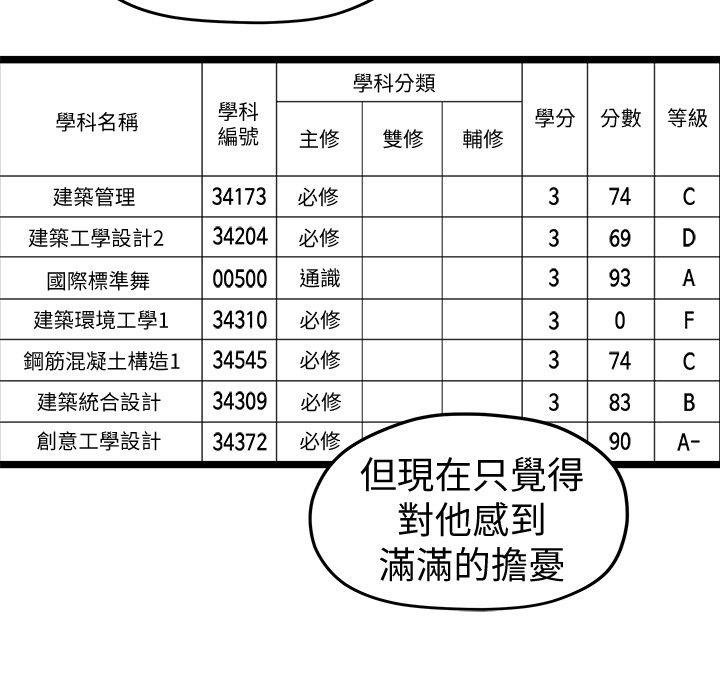 學科名稱 學科編號 學科分類 學分 分數 等級
主修 雙修 輔修
建築管理 34173 必修 3 74 C
建築工學設計2 34204 必修 3 69 D
國際標準舞 00500 通識 3 93 A
建築環境工學1 34310 必修 3 0 F
鋼筋混凝土構造1 34545 必修 3 74 C
建築統合設計 34309 必修 3 83 B
創意工學設計 34372 必修 90 A-
但現在只覺得
對他感到
滿滿的擔憂